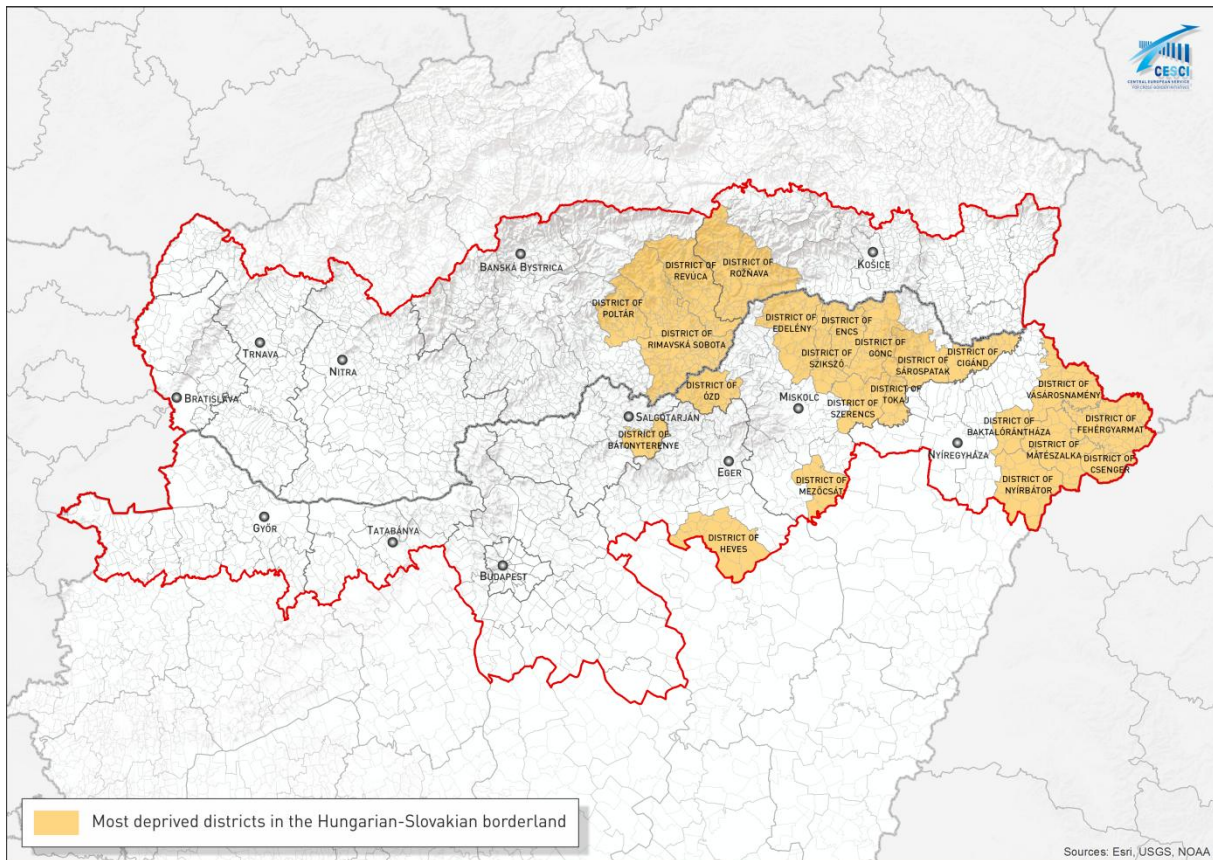 CESCI
CENTRAL EUROPEAN SERVICE
FOR CROSS-BORDER INITIATIVES
BANSKÁ BYSTRICA
KOŠICE
DISTRICT OF
REVÚCA
DISTRICT OF
ROŽŇAVA
DISTRICT OF
POLTÁR
DISTRICT OF
RIMAVSKÁ SOBOTA
DISTRICT OF
EDELÉNY
DISTRICT OF
ENCS
DISTRICT OF
GÖNC
DISTRICT OF
SZIKSZÓ
DISTRICT OF
SÁROSPATAK
DISTRICT OF
CIGÁND
TRNAVA
NITRA
BRATISLAVA
DISTRICT OF
ÓZD
MISKOLC
DISTRICT OF
TOKAJ
DISTRICT OF
SZERENCS
DISTRICT OF
VÁSÁROSNAMÉNY
SALGÓTARJÁN
DISTRICT OF
BÁTONYTERENYE
EGER
NYÍREGYHÁZA
DISTRICT OF
BAKTALÓRÁNTHÁZA
DISTRICT OF
FEHÉRGYARMAT
DISTRICT OF
MÁTÉSZALKA
DISTRICT OF
CSENGER
DISTRICT OF
NYÍRBÁTOR
DISTRICT OF
MEZŐCSÁT
GYŐR
TATABÁNYA
DISTRICT OF
HEVES
BUDAPEST
Most deprived districts in the Hungarian-Slovakian borderland
Sources: Esri, USGS, NOAA